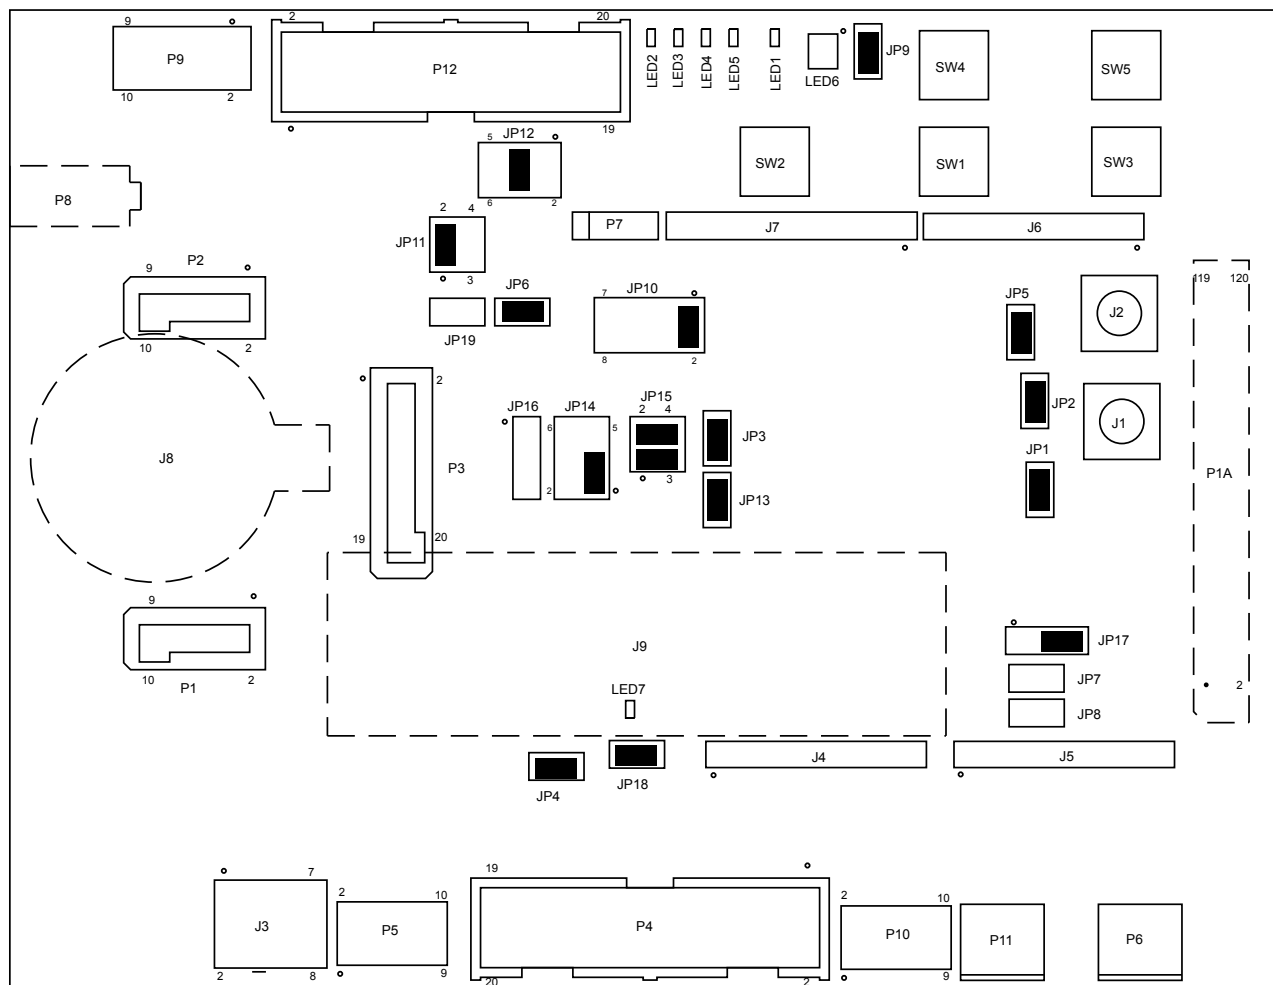 9
P9
10
2
2
20
P12
19
LED2
LED3
LED4
LED5
LED1
LED6
JP9
SW4
SW5
5
JP12
6
2
SW2
SW1
SW3
P8
2
4
JP11
3
P7
J7
J6
P2
9
10
2
JP6
JP19
7
JP10
8
2
JP5
J2
119
120
JP2
J1
JP1
P1A
2
J8
2
P3
19
20
JP16
JP14
6
5
2
JP15
2
4
3
JP3
JP13
9
10
2
P1
J9
LED7
JP17
JP7
JP8
2
JP4
JP18
J4
J5
7
J3
2
8
2
10
P5
9
19
P4
20
2
2
10
P10
9
P11
P6